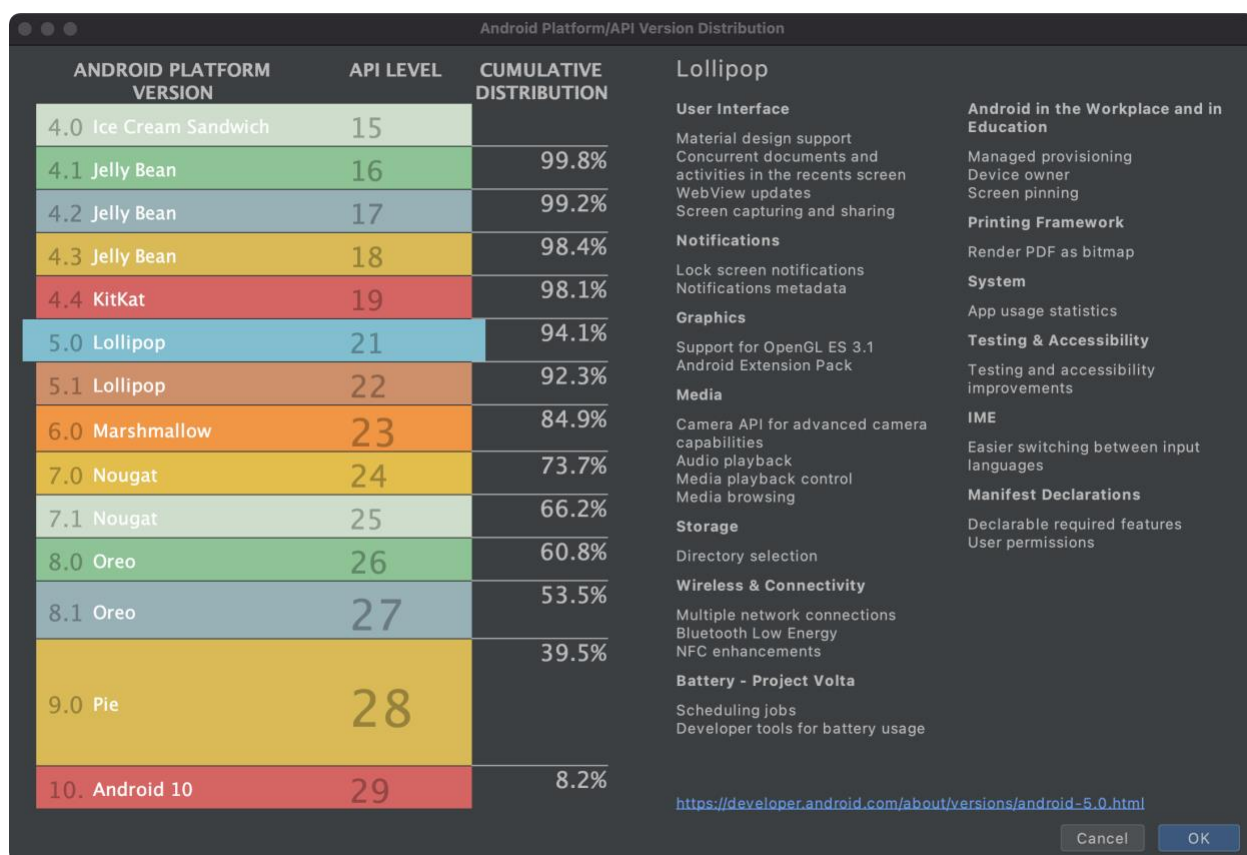 Android Platform/API Version Distribution
ANDROID PLATFORM VERSION API LEVEL CUMULATIVE DISTRIBUTION
4.0 Ice Cream Sandwich 15
4.1 Jelly Bean 16 99.8%
4.2 Jelly Bean 17 99.2%
4.3 Jelly Bean 18 98.4%
4.4 KitKat 19 98.1%
5.0 Lollipop 21 94.1%
5.1 Lollipop 22 92.3%
6.0 Marshmallow 23 84.9%
7.0 Nougat 24 73.7%
7.1 Nougat 25 66.2%
8.0 Oreo 26 60.8%
8.1 Oreo 27 53.5%
9.0 Pie 28 39.5%
10. Android 10 29 8.2%
Lollipop
User Interface
Material design support
Concurrent documents and
activities in the recents screen
WebView updates
Screen capturing and sharing
Notifications
Lock screen notifications
Notifications metadata
Graphics
Support for OpenGL ES 3.1
Android Extension Pack
Media
Camera API for advanced camera
capabilities
Audio playback
Media playback control
Media browsing
Storage
Directory selection
Wireless & Connectivity
Multiple network connections
Bluetooth Low Energy
NFC enhancements
Battery - Project Volta
Scheduling jobs
Developer tools for battery usage
Android in the Workplace and in
Education
Managed provisioning
Device owner
Screen pinning
Printing Framework
Render PDF as bitmap
System
App usage statistics
Testing & Accessibility
Testing and accessibility
improvements
IME
Easier switching between input
languages
Manifest Declarations
Declarable required features
User permissions
https://developer.android.com/about/versions/android-5.0.html
Cancel OK